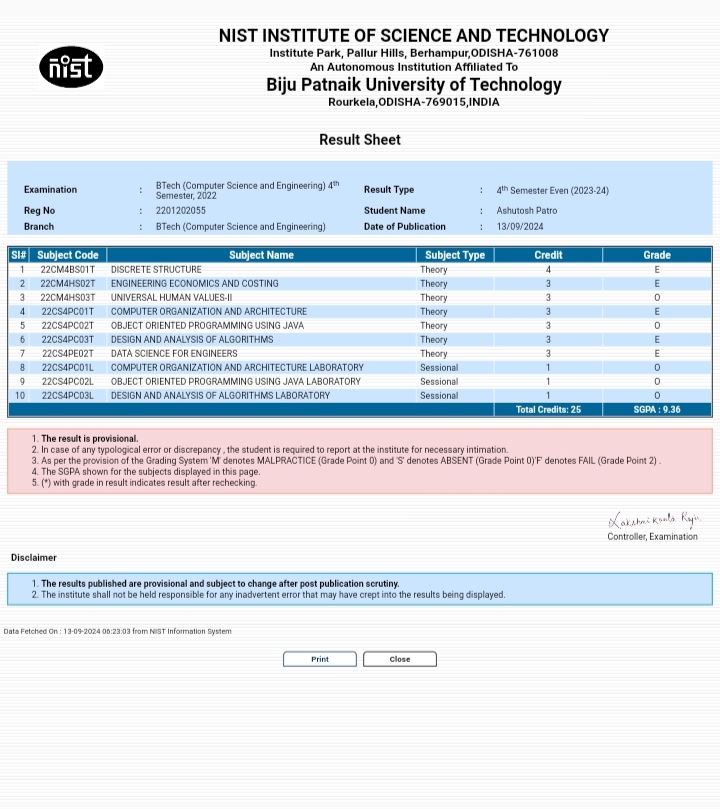 NIST INSTITUTE OF SCIENCE AND TECHNOLOGY
nist
Institute Park, Pallur Hills, Berhampur,ODISHA-761008
An Autonomous Institution Affiliated To
Biju Patnaik University of Technology
Rourkela,ODISHA-769015,INDIA
Result Sheet
Examination : BTech (Computer Science and Engineering) 4th Semester, 2022 Result Type : 4th Semester Even (2023-24)
Reg No : 2201202055 Student Name : Ashutosh Patro
Branch : BTech (Computer Science and Engineering) Date of Publication : 13/09/2024
Sl# Subject Code Subject Name Subject Type Credit Grade
1 22CM4BS01T DISCRETE STRUCTURE Theory 4 E
2 22CM4HS02T ENGINEERING ECONOMICS AND COSTING Theory 3 E
3 22CM4HS03T UNIVERSAL HUMAN VALUES-II Theory 3 O
4 22CS4PC01T COMPUTER ORGANIZATION AND ARCHITECTURE Theory 3 E
5 22CS4PC02T OBJECT ORIENTED PROGRAMMING USING JAVA Theory 3 O
6 22CS4PC03T DESIGN AND ANALYSIS OF ALGORITHMS Theory 3 E
7 22CS4PE02T DATA SCIENCE FOR ENGINEERS Theory 3 E
8 22CS4PC01L COMPUTER ORGANIZATION AND ARCHITECTURE LABORATORY Sessional 1 O
9 22CS4PC02L OBJECT ORIENTED PROGRAMMING USING JAVA LABORATORY Sessional 1 O
10 22CS4PC03L DESIGN AND ANALYSIS OF ALGORITHMS LABORATORY Sessional 1 O
Total Credits: 25 SGPA : 9.36
1. The result is provisional.
2. In case of any typological error or discrepancy , the student is required to report at the institute for necessary intimation.
3. As per the provision of the Grading System 'M' denotes MALPRACTICE (Grade Point 0) and 'S' denotes ABSENT (Grade Point 0)'F' denotes FAIL (Grade Point 2) .
4. The SGPA shown for the subjects displayed in this page.
5. (*) with grade in result indicates result after rechecking.
Controller, Examination
Disclaimer
1. The results published are provisional and subject to change after post publication scrutiny.
2. The institute shall not be held responsible for any inadvertent error that may have crept into the results being displayed.
Data Fetched On : 13-09-2024 06:23:03 from NIST Information System
Print Close